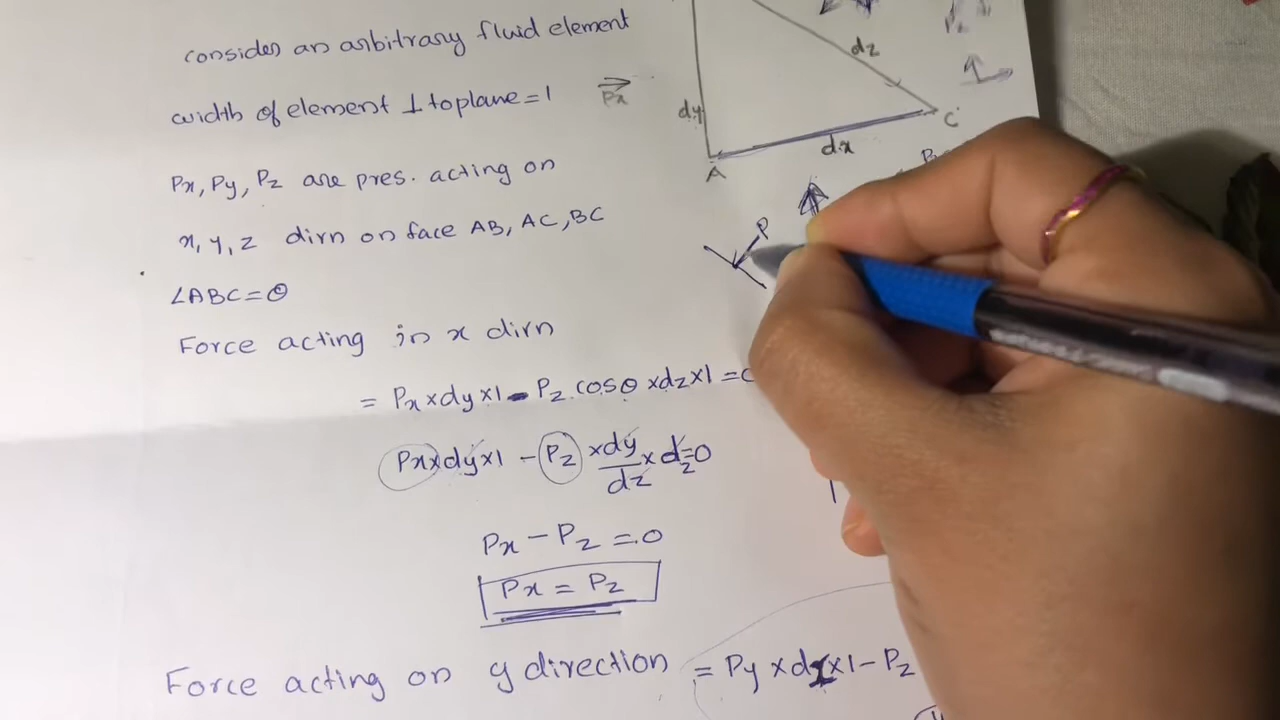 consider an arbitrary fluid element
width of element ⊥ to plane = 1
Px
Px, Py, Pz are pres. acting on
x, y, z dirn on face AB, AC, BC
∠ABC = Θ
Force acting in x dirn
= Px x dy x 1 - Pz cosθ x dz x 1 =
Px x dy x 1 - Pz x dy/dz x dz = 0
Px - Pz = 0
Px = Pz
Force acting on y direction = Py x dx x 1 - Pz
dz
dy
dx
A
C
P